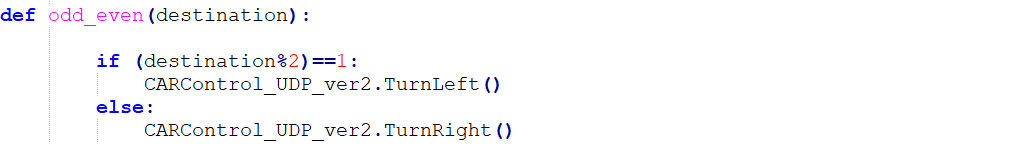 def odd_even(destination):
if (destination%2)==1:
CARControl_UDP_ver2.TurnLeft()
else:
CARControl_UDP_ver2.TurnRight()